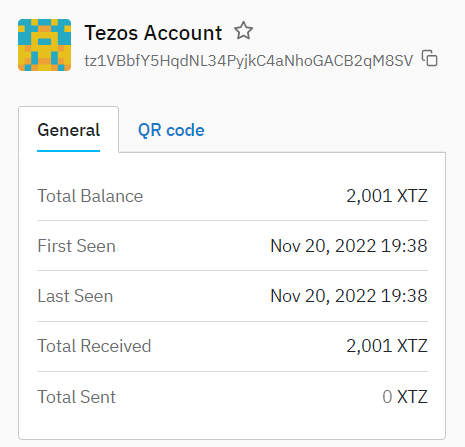 Tezos Account
tz1VBbfY5HqdNL34PyjkC4aNhoGACB2qM8SV
General QR code
Total Balance 2,001 XTZ
First Seen Nov 20, 2022 19:38
Last Seen Nov 20, 2022 19:38
Total Received 2,001 XTZ
Total Sent 0 XTZ